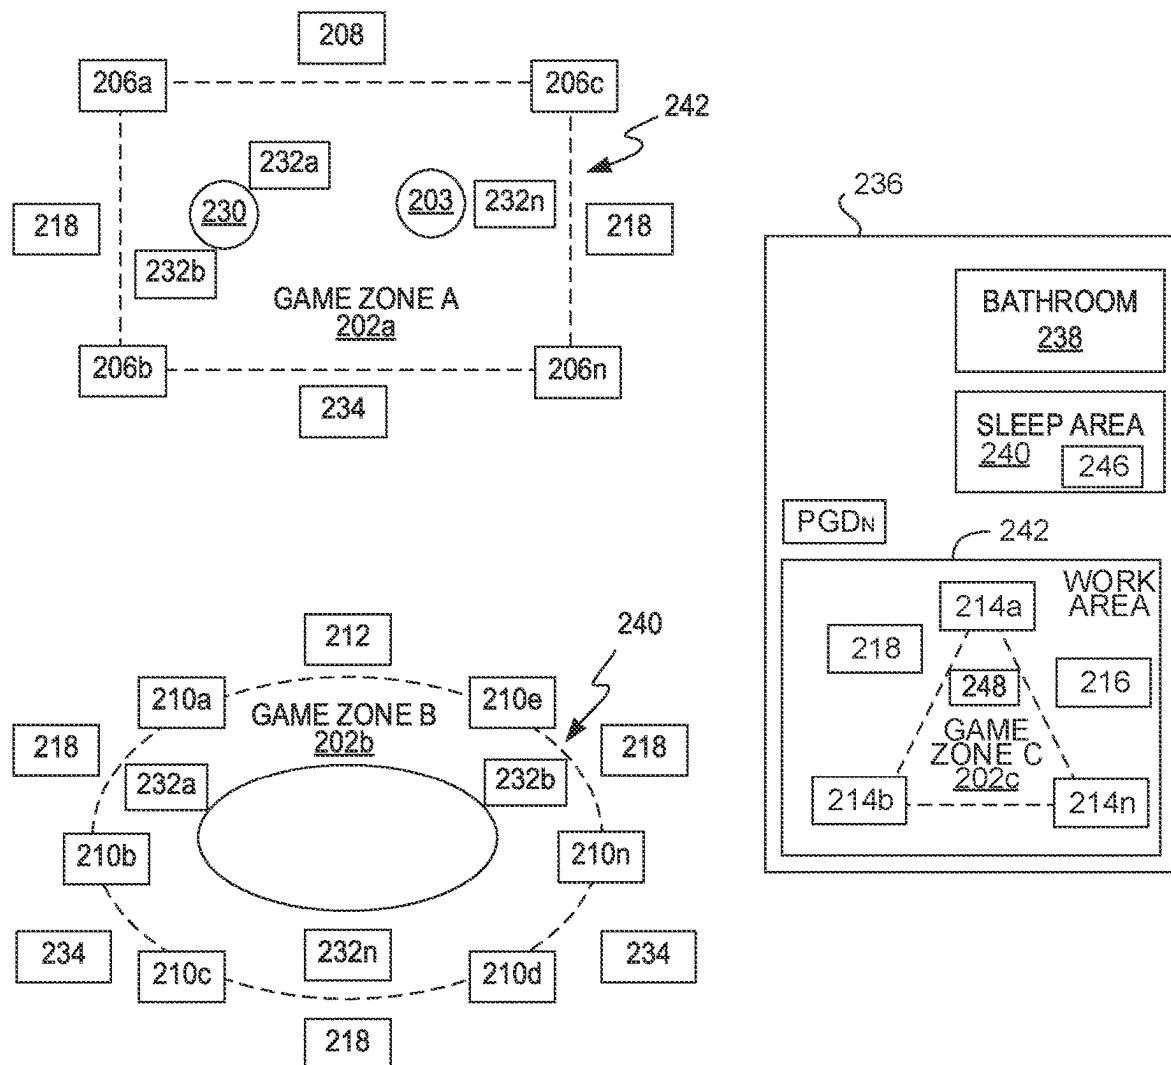 208
206a
206c
242
232a
230
203
232n
218
218
232b
GAME ZONE A
202a
206b
206n
234
236
BATHROOM
238
SLEEP AREA
240
246
PGDN
242
WORK
AREA
214a
218
248
216
GAME
ZONE C
202c
214b
214n
212
240
210a
210e
GAME ZONE B
202b
218
218
232a
232b
210b
210n
234
232n
234
210c
210d
218